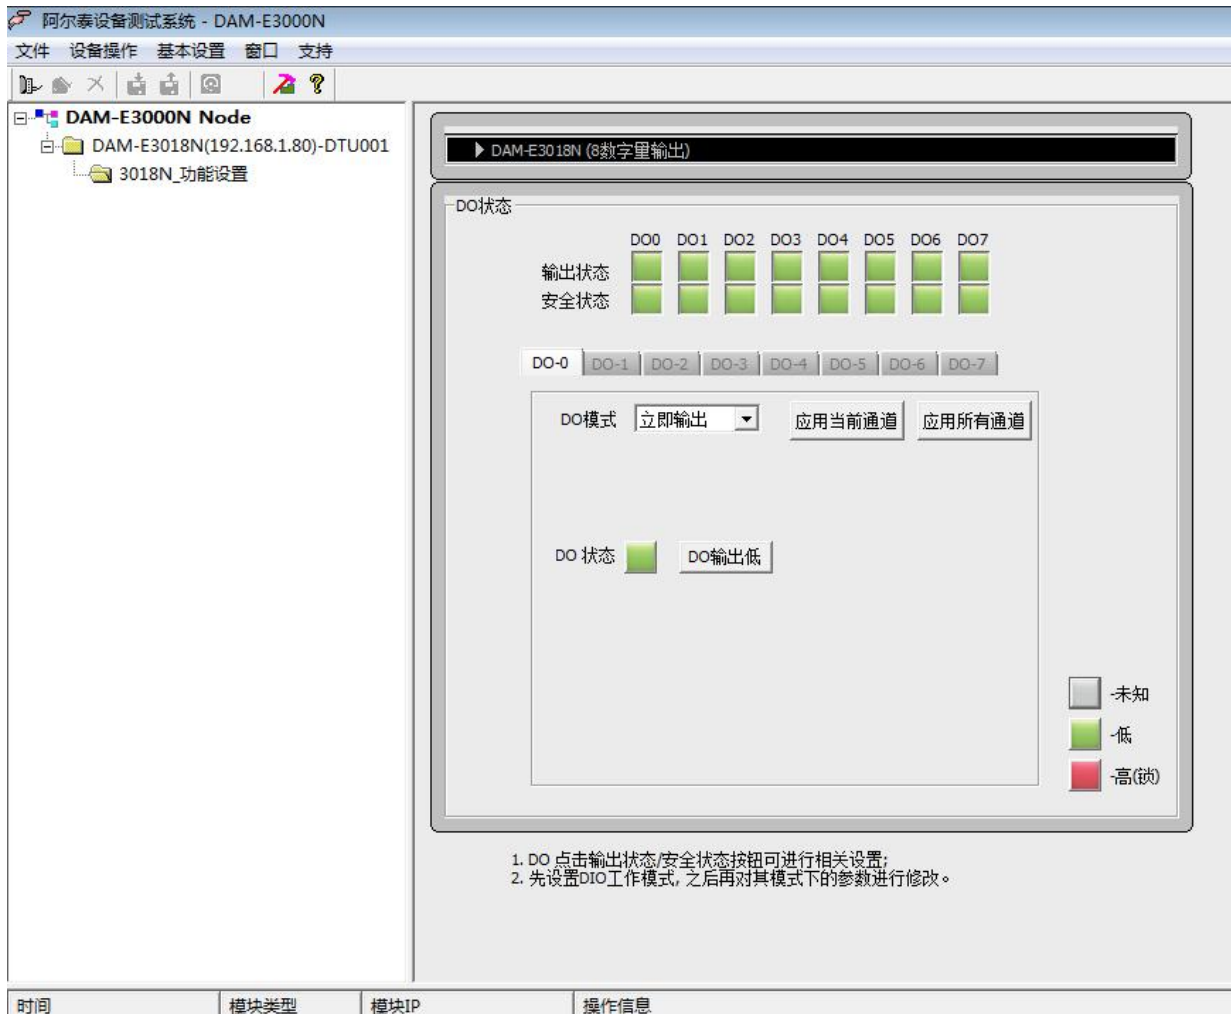 阿尔泰设备测试系统 - DAM-E3000N
文件 设备操作 基本设置 窗口 支持
DAM-E3000N Node
DAM-E3018N(192.168.1.80)-DTU001
3018N_功能设置
DAM-E3018N (8数字里输出)
DO状态
DO0 DO1 DO2 DO3 DO4 DO5 DO6 DO7
输出状态
安全状态
DO-0 DO-1 DO-2 DO-3 DO-4 DO-5 DO-6 DO-7
DO模式 立即输出 应用当前通道 应用所有通道
DO 状态 DO输出低
-未知
-低
-高(锁)
1. DO 点击输出状态/安全状态按钮可进行相关设置;
2. 先设置DIO工作模式, 之后再对其模式下的参数进行修改。
时间 模块类型 模块IP 操作信息